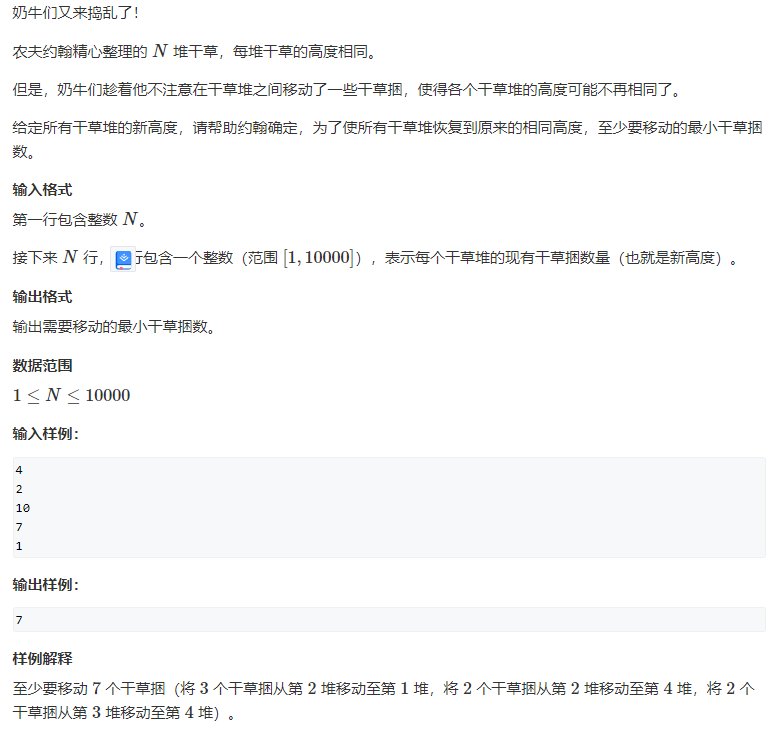 奶牛们又来捣乱了！
农夫约翰精心整理的 N 堆干草，每堆干草的高度相同。
但是，奶牛们趁着他不注意在干草堆之间移动了一些干草捆，使得各个干草堆的高度可能不再相同了。
给定所有干草堆的新高度，请帮助约翰确定，为了使所有干草堆恢复到原来的相同高度，至少要移动的最小干草捆
数。
输入格式
第一行包含整数 N。
接下来 N 行，行包含一个整数（范围 [1, 10000]），表示每个干草堆的现有干草捆数量（也就是新高度）。
输出格式
输出需要移动的最小干草捆数。
数据范围
1 ≤ N ≤ 10000
输入样例：
4
2
10
7
1
输出样例：
7
样例解释
至少要移动 7 个干草捆（将 3 个干草捆从第 2 堆移动至第 1 堆，将 2 个干草捆从第 2 堆移动至第 4 堆，将 2 个
干草捆从第 3 堆移动至第 4 堆）。